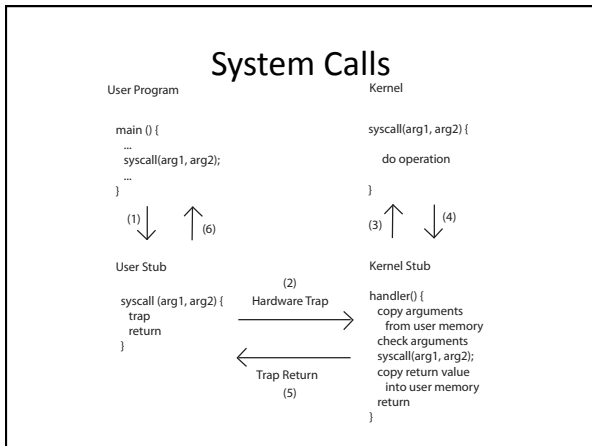 System Calls
User Program
main () {
...
syscall(arg1, arg2);
...
}
(1)
(6)
User Stub
syscall (arg1, arg2) {
trap
return
}
(2)
Hardware Trap
Trap Return
(5)
Kernel
syscall(arg1, arg2) {
do operation
}
(3)
(4)
Kernel Stub
handler() {
copy arguments
from user memory
check arguments
syscall(arg1, arg2);
copy return value
into user memory
return
}